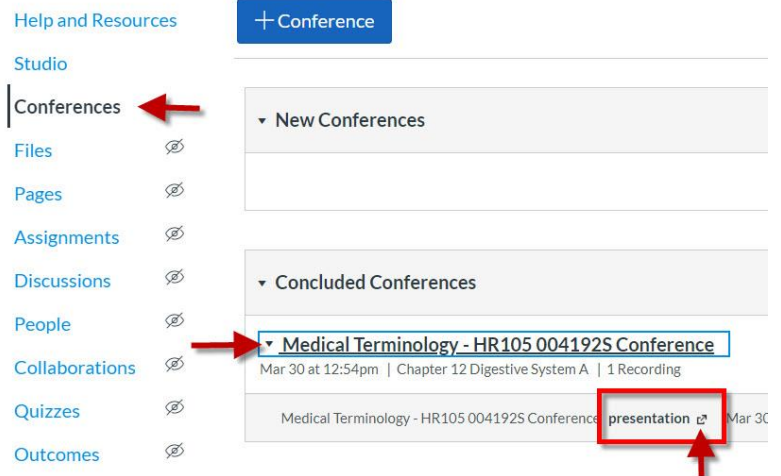 Help and Resources
Studio
Conferences
Files
Pages
Assignments
Discussions
People
Collaborations
Quizzes
Outcomes
+Conference
New Conferences
Concluded Conferences
Medical Terminology - HR105 004192S Conference
Mar 30 at 12:54pm | Chapter 12 Digestive System A | 1 Recording
Medical Terminology - HR105 004192S Conference presentation Mar 30